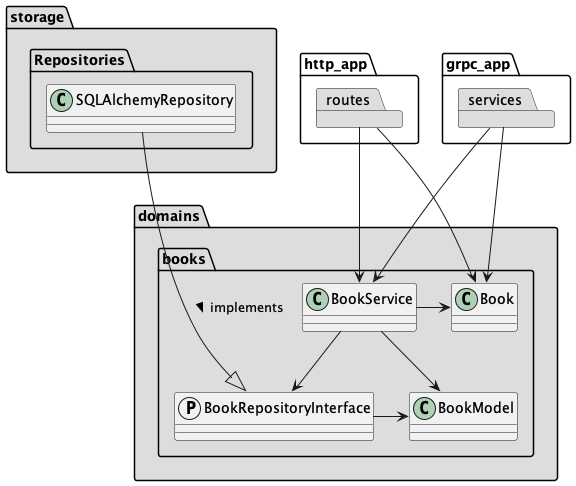 storage
Repositories
C SQLAlchemyRepository
http_app
routes
grpc_app
services
domains
books
C BookService
C Book
implements
P BookRepositoryInterface
C BookModel